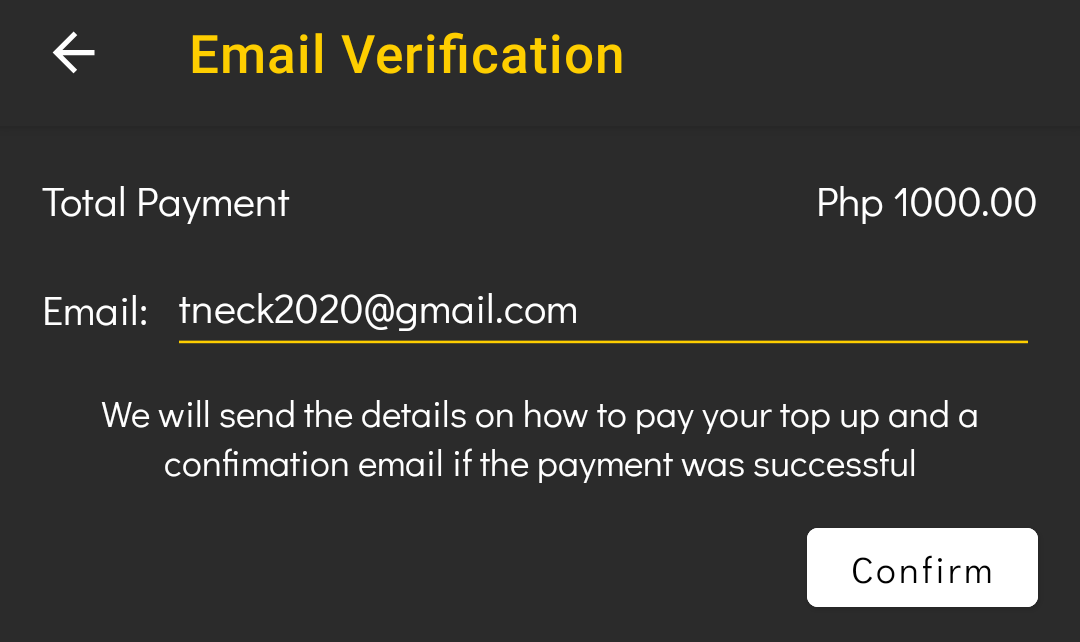 Email Verification
Total Payment Php 1000.00
Email: tneck2020@gmail.com
We will send the details on how to pay your top up and a
confimation email if the payment was successful
Confirm